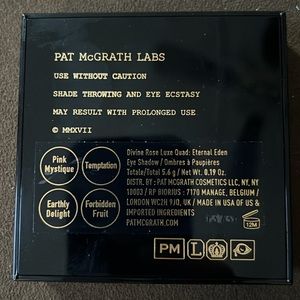 PAT McGRATH LABS
USE WITHOUT CAUTION
SHADE THROWING AND EYE ECSTASY
MAY RESULT WITH PROLONGED USE
© MMXVII
Pink
Mystique
Temptation
Earthly
Delight
Forbidden
Fruit
Divine Rose Luxe Quad: Eternal Eden
Eye Shadow / Ombres à Paupières
Totale/Total 5.6 g / Net Wt. 0.19 Oz.
DISTR. BY : PAT MCGRATH COSMETICS LLC, NY, NY
10003 / RP BIORIUS : 7170 MANAGE, BELGIUM /
LONDON WC2H 9JQ, UK / MADE IN USA OF US &
IMPORTED INGREDIENTS
PATMCGRATH.COM
12M
PM L